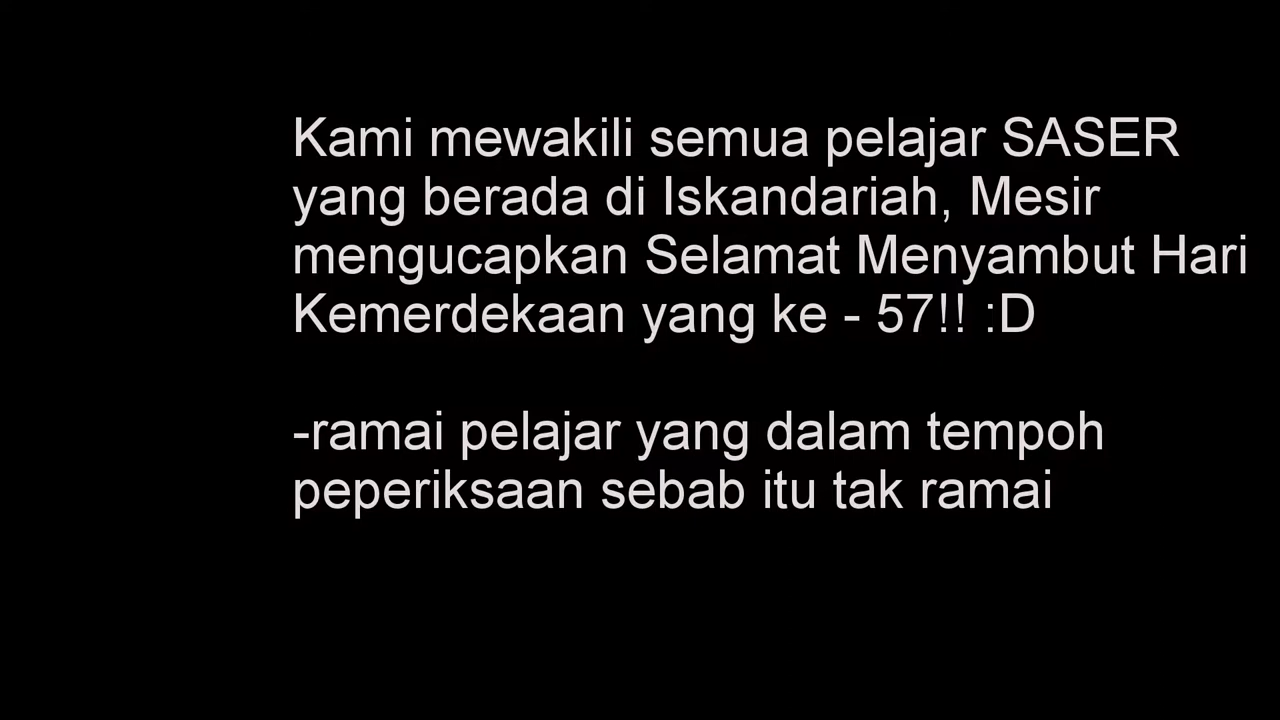 Kami mewakili semua pelajar SASER
yang berada di Iskandariah, Mesir
mengucapkan Selamat Menyambut Hari
Kemerdekaan yang ke - 57!! :D
-ramai pelajar yang dalam tempoh
peperiksaan sebab itu tak ramai